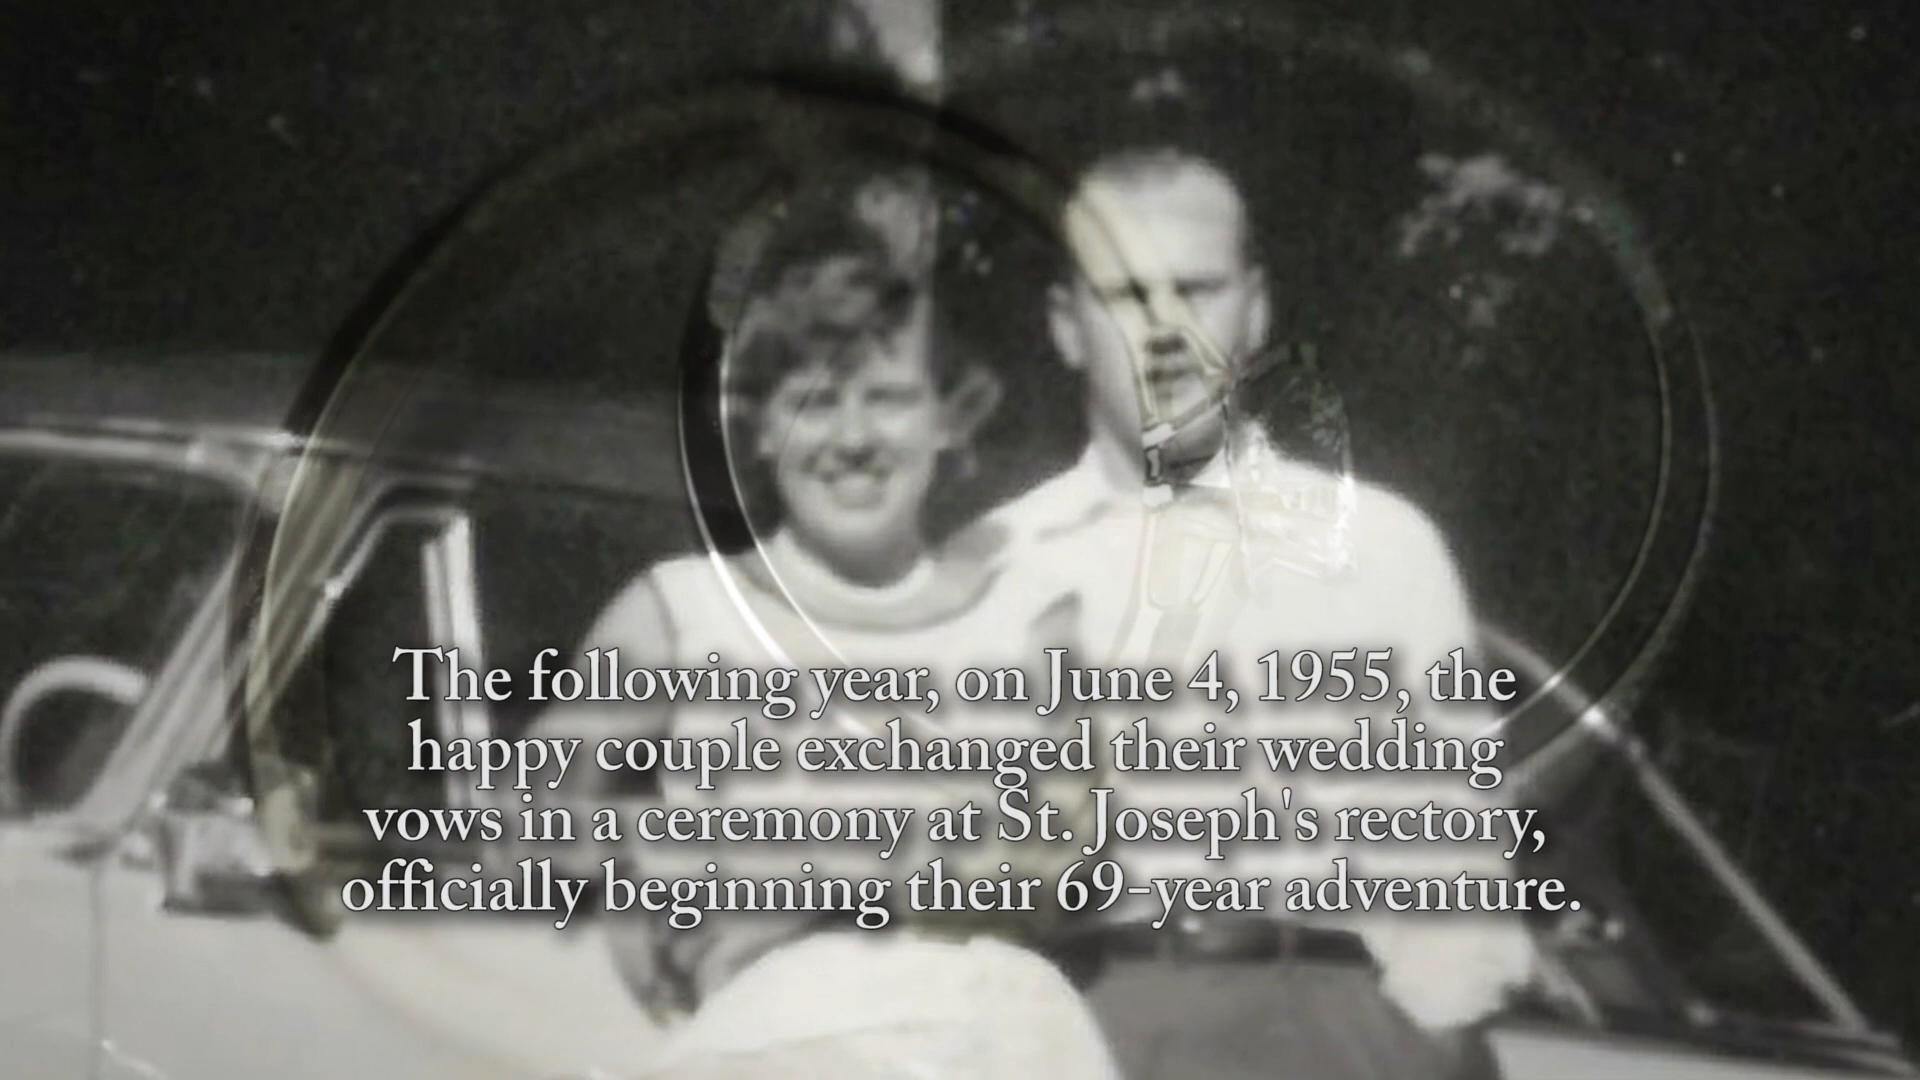 The following year, on June 4, 1955, the
happy couple exchanged their wedding
vows in a ceremony at St. Joseph's rectory,
officially beginning their 69-year adventure.